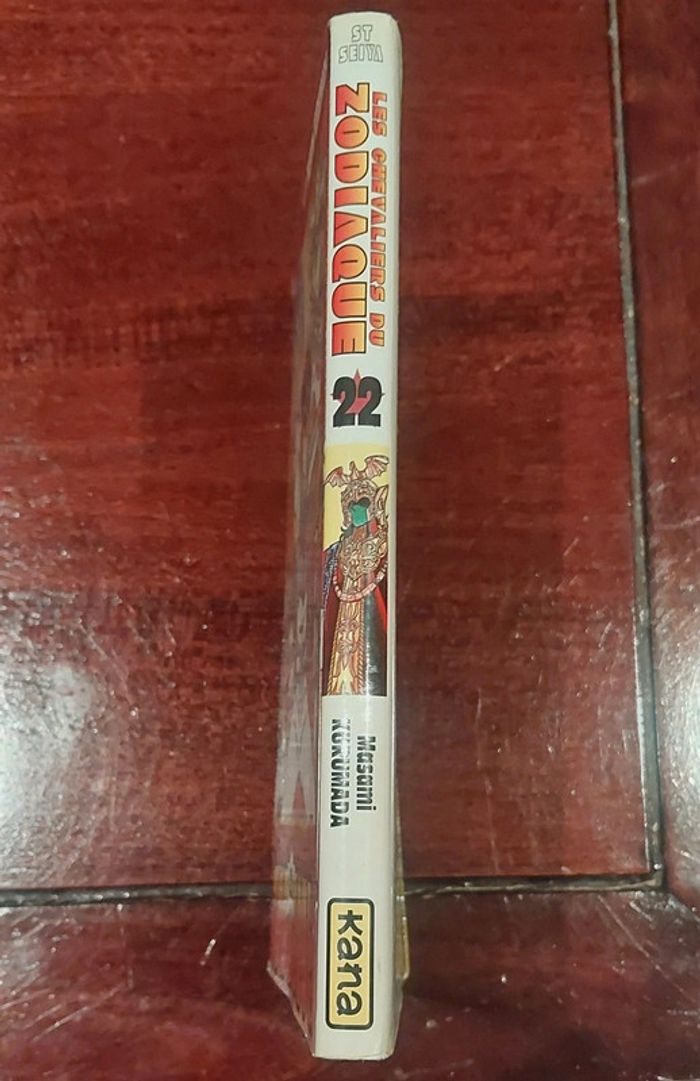 ST
SEIYA
LES CHEVALIERS DU
ZODIAQUE
22
Masami
KURUMADA
Kana